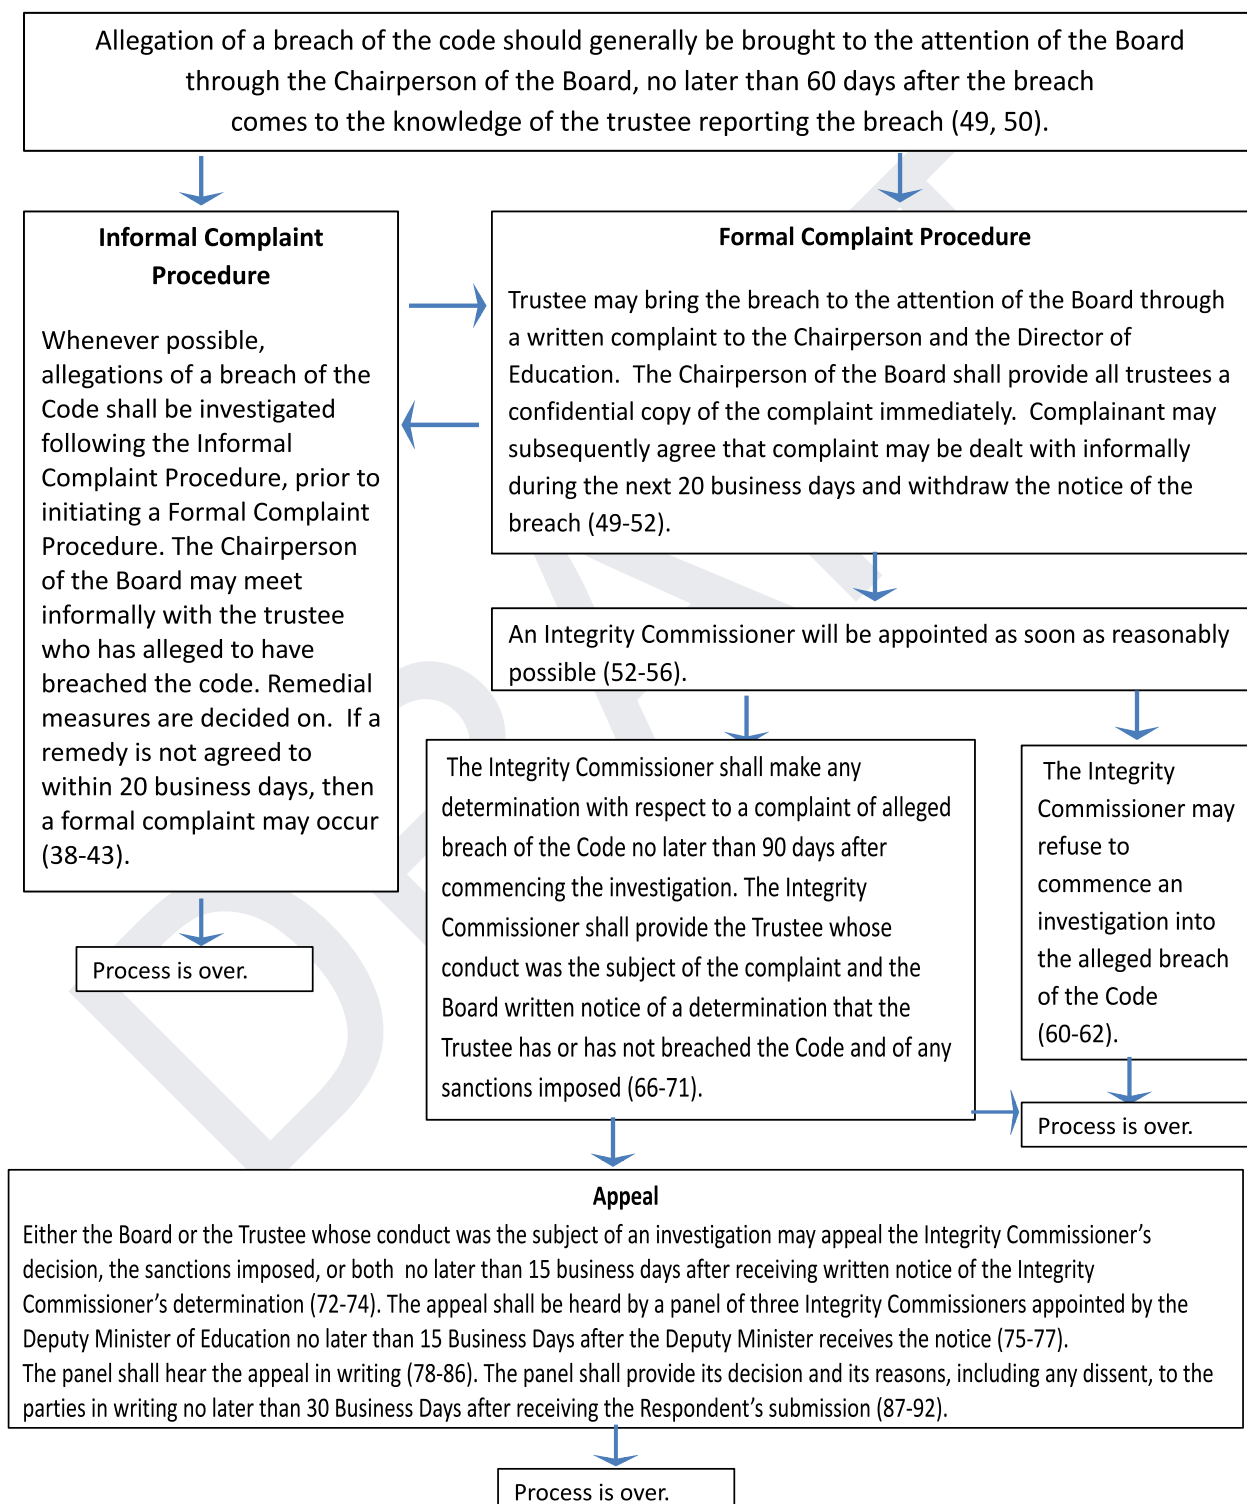 Allegation of a breach of the code should generally be brought to the attention of the Board
through the Chairperson of the Board, no later than 60 days after the breach
comes to the knowledge of the trustee reporting the breach (49, 50).
Informal Complaint
Procedure
Whenever possible,
allegations of a breach of the
Code shall be investigated
following the Informal
Complaint Procedure, prior to
initiating a Formal Complaint
Procedure. The Chairperson
of the Board may meet
informally with the trustee
who has alleged to have
breached the code. Remedial
measures are decided on.  If a
remedy is not agreed to
within 20 business days, then
a formal complaint may occur
(38-43).
Process is over.
Formal Complaint Procedure
Trustee may bring the breach to the attention of the Board through
a written complaint to the Chairperson and the Director of
Education.  The Chairperson of the Board shall provide all trustees a
confidential copy of the complaint immediately.  Complainant may
subsequently agree that complaint may be dealt with informally
during the next 20 business days and withdraw the notice of the
breach (49-52).
An Integrity Commissioner will be appointed as soon as reasonably
possible (52-56).
The Integrity Commissioner shall make any
determination with respect to a complaint of alleged
breach of the Code no later than 90 days after
commencing the investigation. The Integrity
Commissioner shall provide the Trustee whose
conduct was the subject of the complaint and the
Board written notice of a determination that the
Trustee has or has not breached the Code and of any
sanctions imposed (66-71).
The Integrity
Commissioner may
refuse to
commence an
investigation into
the alleged breach
of the Code
(60-62).
Process is over.
Appeal
Either the Board or the Trustee whose conduct was the subject of an investigation may appeal the Integrity Commissioner's
decision, the sanctions imposed, or both  no later than 15 business days after receiving written notice of the Integrity
Commissioner's determination (72-74). The appeal shall be heard by a panel of three Integrity Commissioners appointed by the
Deputy Minister of Education no later than 15 Business Days after the Deputy Minister receives the notice (75-77).
The panel shall hear the appeal in writing (78-86). The panel shall provide its decision and its reasons, including any dissent, to the
parties in writing no later than 30 Business Days after receiving the Respondent's submission (87-92).
Process is over.
DRAFT